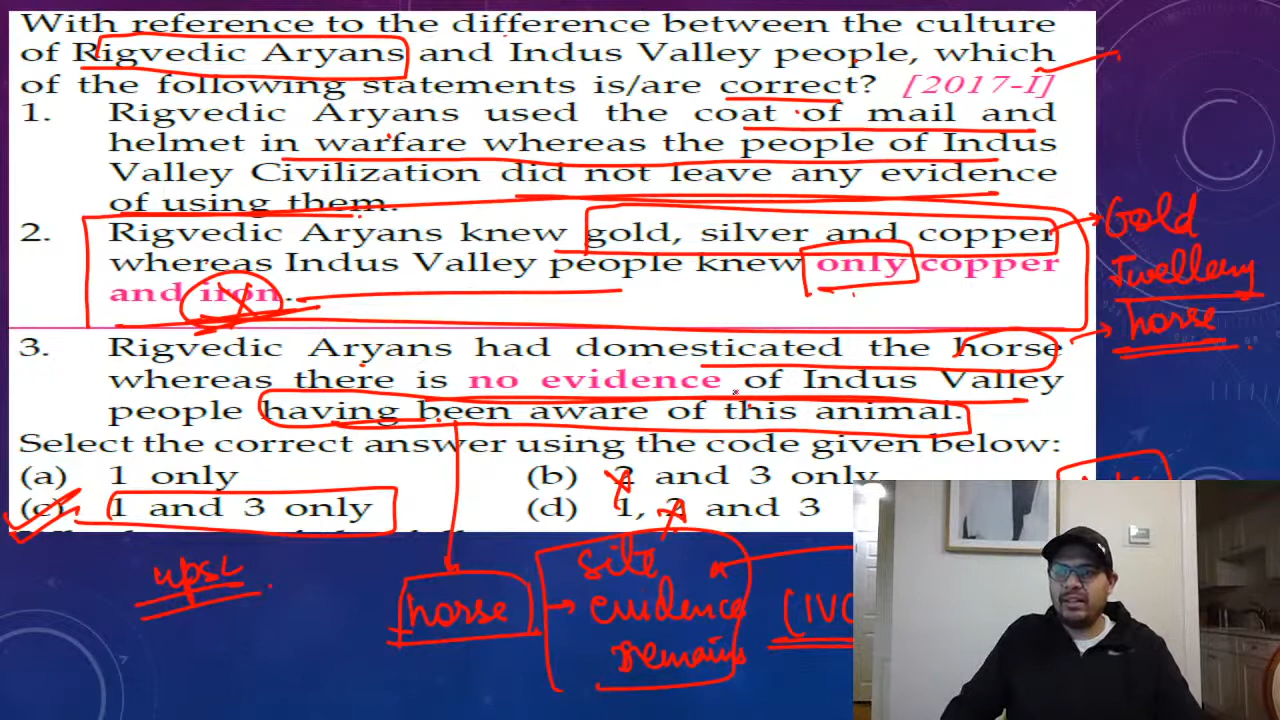 With reference to the difference between the culture
of Rigvedic Aryans and Indus Valley people, which
of the following statements is/are correct? [2017-I]
1. Rigvedic Aryans used the coat of mail and
helmet in warfare whereas the people of Indus
Valley Civilization did not leave any evidence
of using them.
2. Rigvedic Aryans knew gold, silver and copper
whereas Indus Valley people knew only copper
and iron.
Gold
Jwellery
horse
3. Rigvedic Aryans had domesticated the horse
whereas there is no evidence of Indus Valley
people having been aware of this animal.
Select the correct answer using the code given below:
(a) 1 only (b) 2 and 3 only
(c) 1 and 3 only (d) 1, 2 and 3
upsc
horse
site
evidence
remains
(IVC